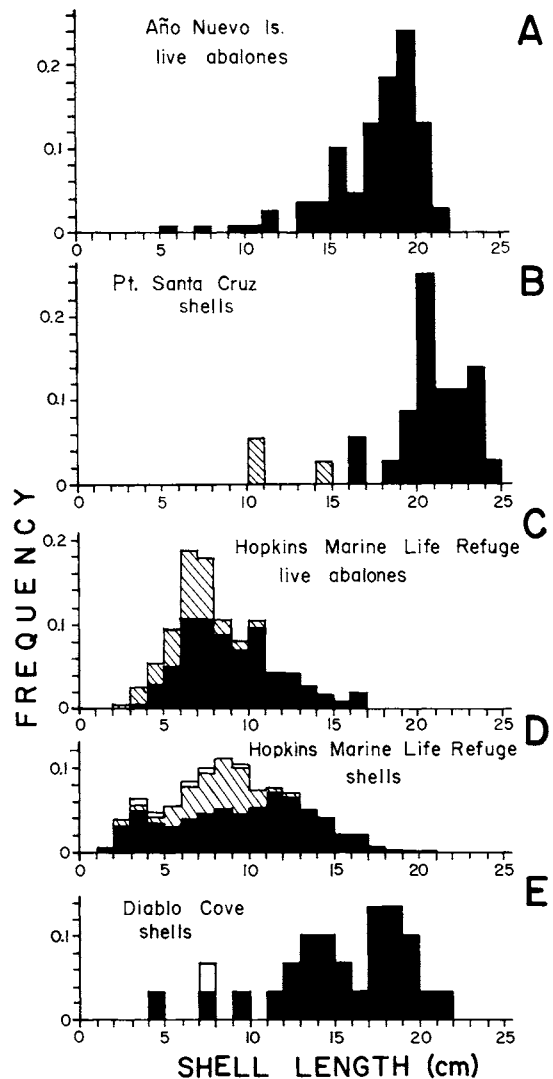 Año Nuevo Is.
live abalones
A
0.2
0.1
0
0 5 10 15 20 25
Pt. Santa Cruz
shells
B
0.2
0.1
0
0 5 10 15 20 25
Hopkins Marine Life Refuge
live abalones
C
0.2
0.1
0
0 5 10 15 20 25
Hopkins Marine Life Refuge
shells
D
0.1
0
0 5 10 15 20 25
Diablo Cove
shells
E
0.1
0
0 5 10 15 20 25
FREQUENCY
SHELL LENGTH (cm)